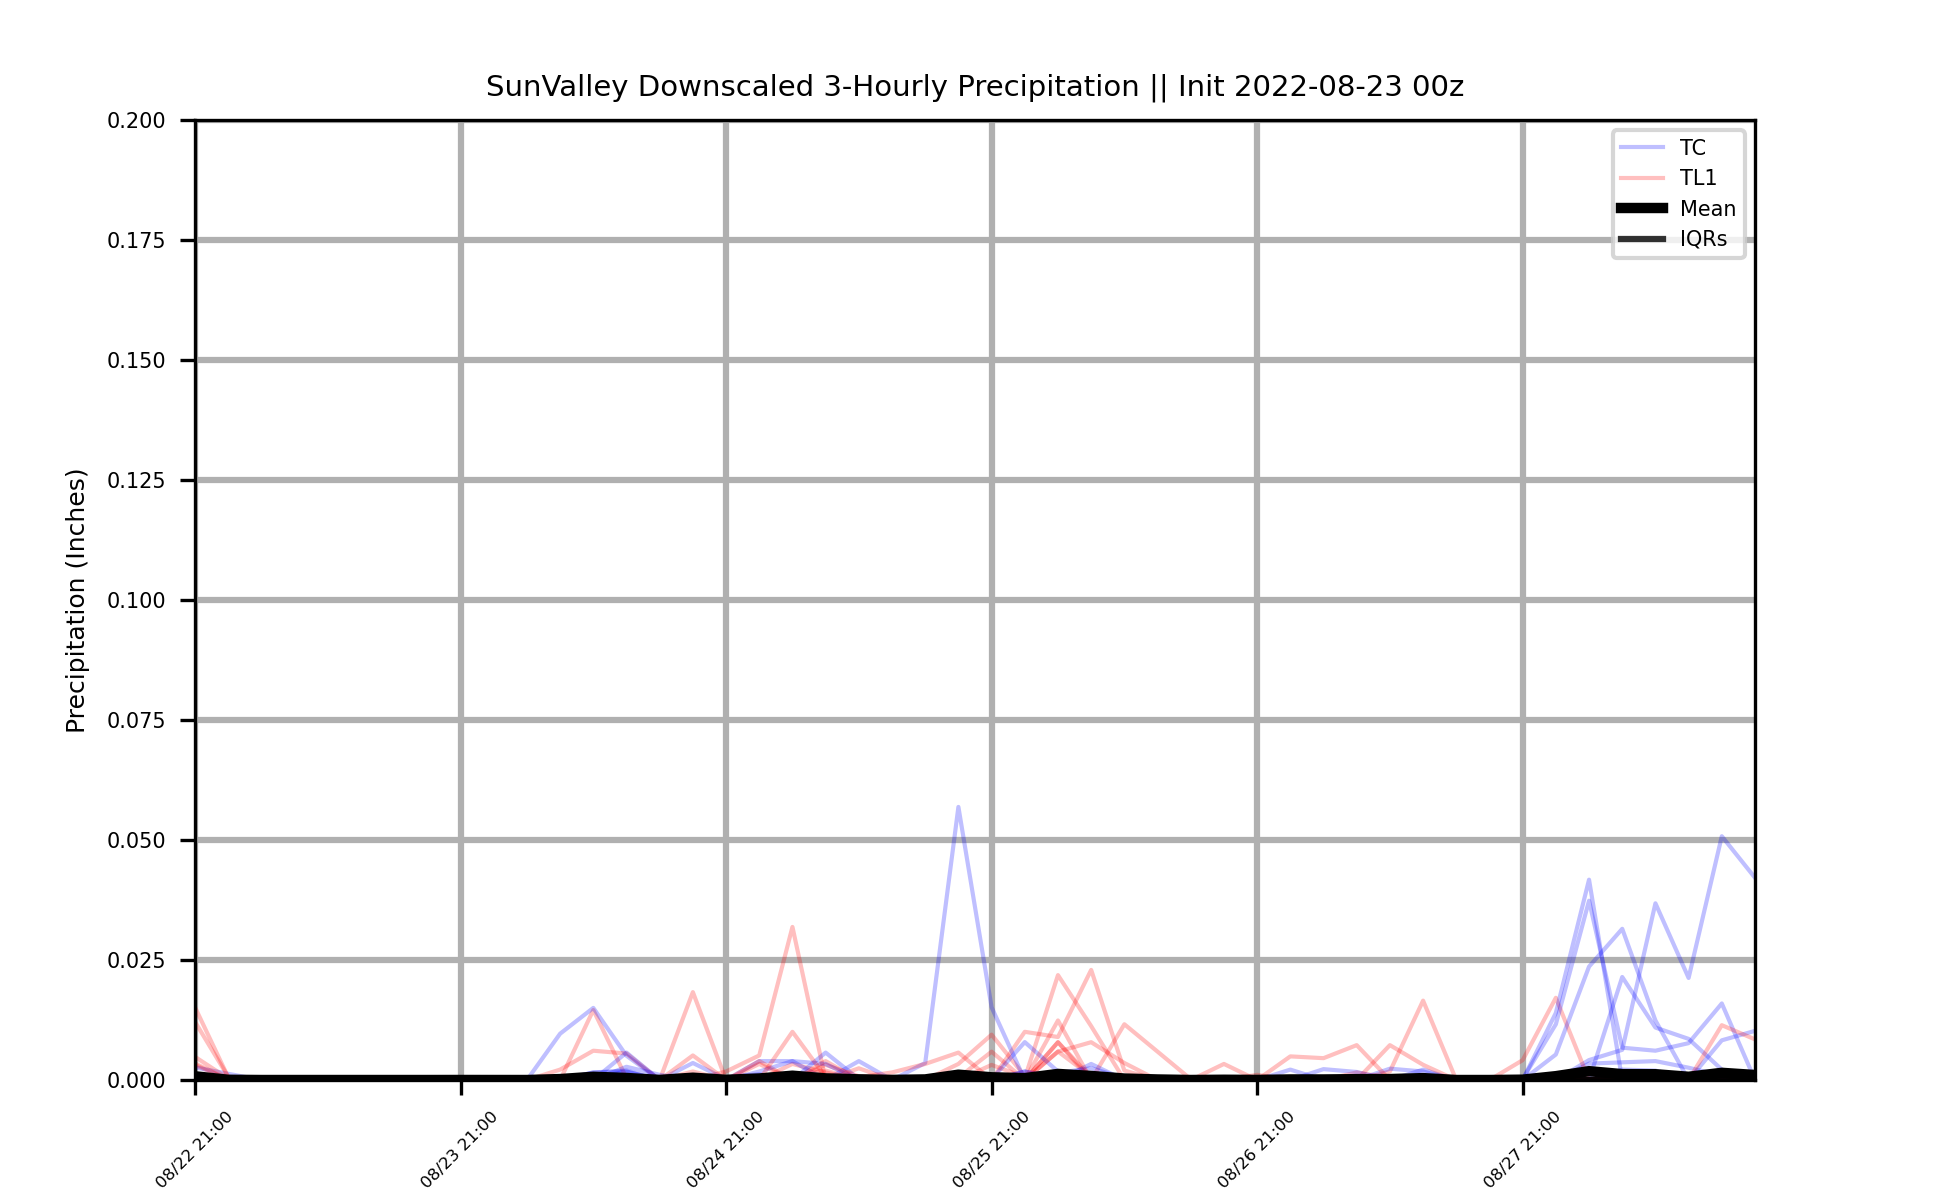 SunValley Downscaled 3-Hourly Precipitation || Init 2022-08-23 00z
Precipitation (Inches)
0.200
0.175
0.150
0.125
0.100
0.075
0.050
0.025
0.000
TC
TL1
Mean
IQRs
08/22 21:00
08/23 21:00
08/24 21:00
08/25 21:00
08/26 21:00
08/27 21:00